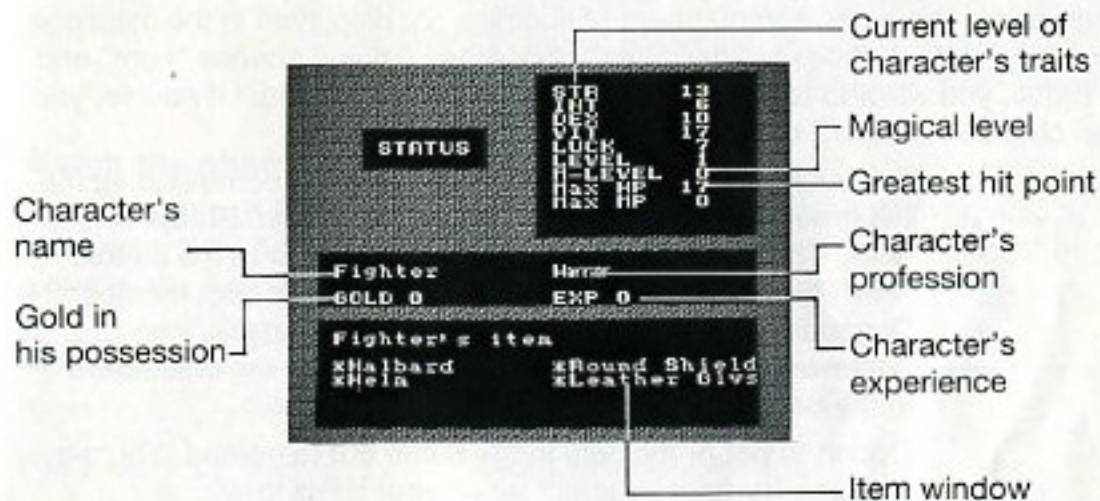 Current level of
character's traits
STR 13
INT 6
DEX 10
VIT 17
LUCK 7
LEVEL 1
M-LEVEL 0
Max HP 17
Max MP 0
STATUS
Magical level
Greatest hit point
Character's
name
Fighter Warrior
Character's
profession
GOLD 0 EXP 0
Gold in
his possession
Fighter's item
*Halbard *Round Shield
*Helm *Leather Glvs
Character's
experience
Item window